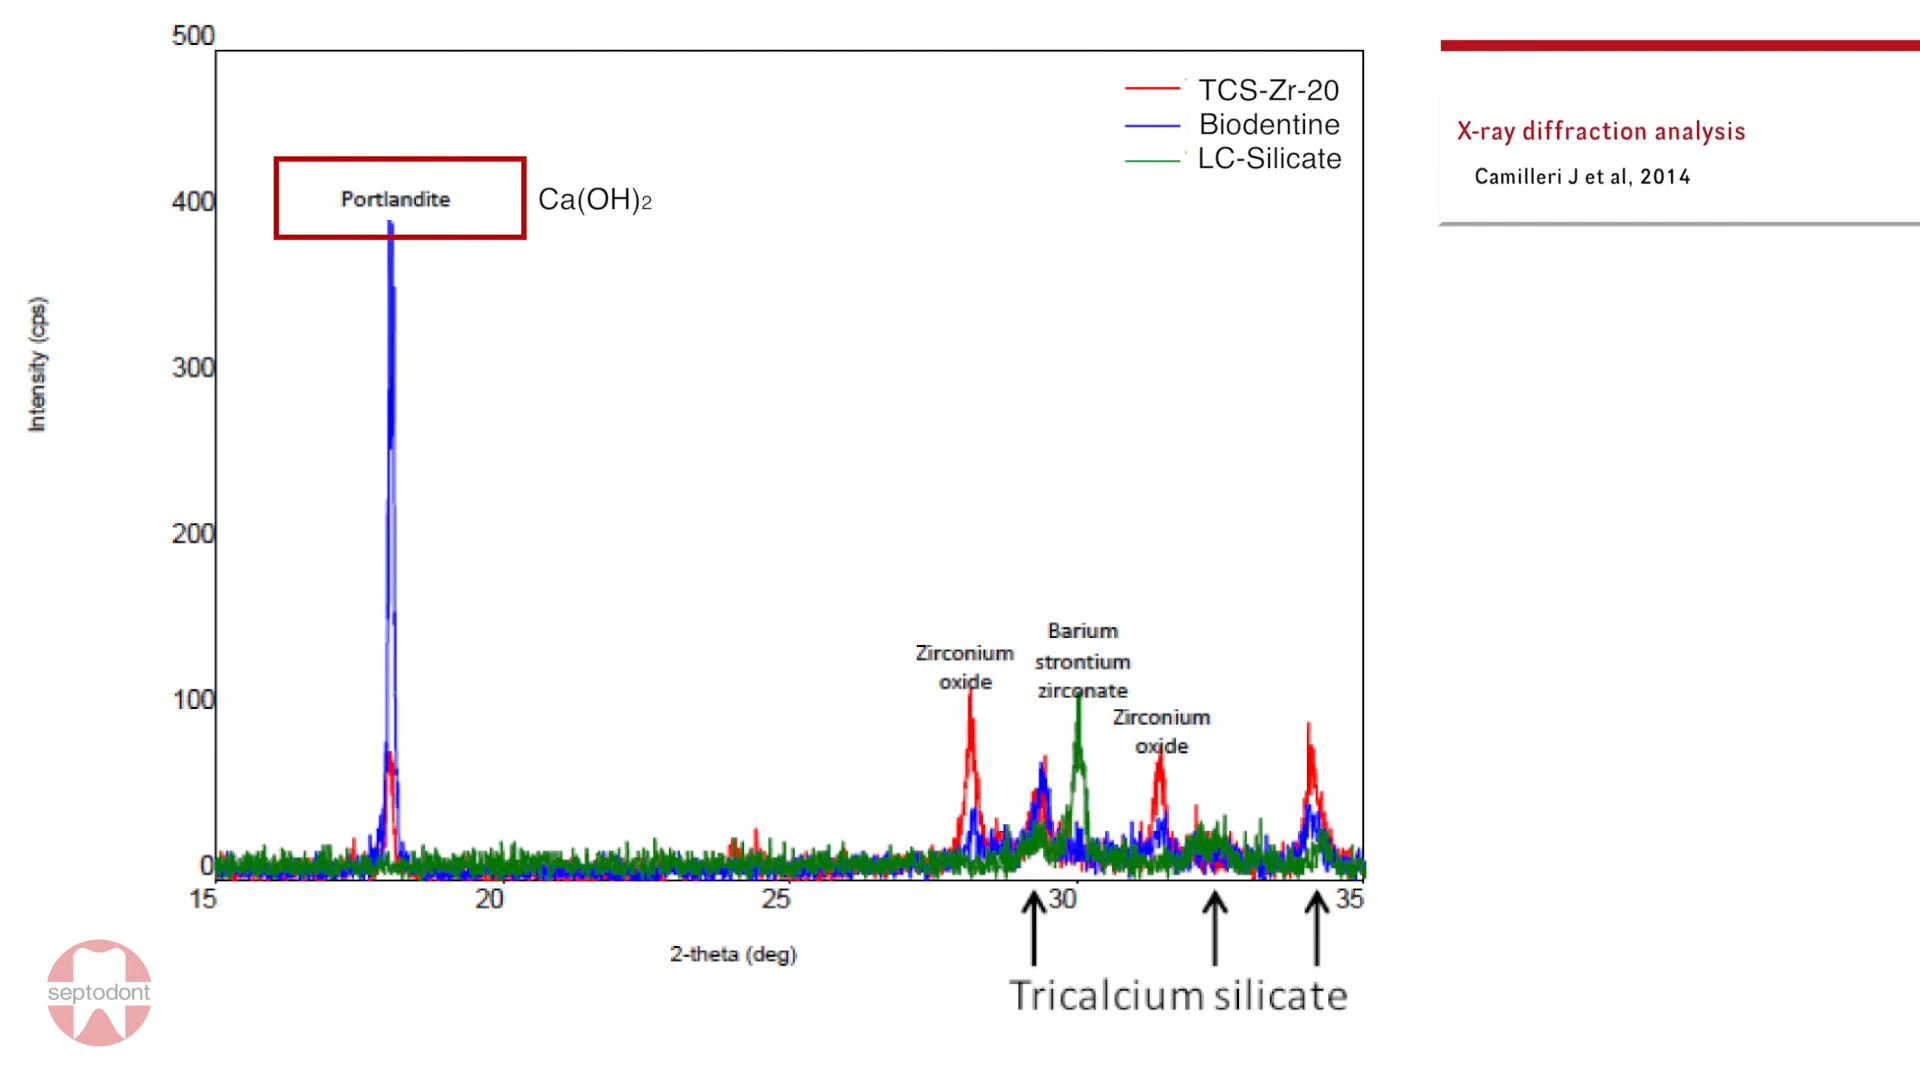 500
TCS-Zr-20
Biodentine
LC-Silicate
X-ray diffraction analysis
Camilleri J et al, 2014
400
Portlandite
Ca(OH)₂
Intensity (cps)
300
200
100
0
Zirconium
oxide
Barium
strontium
zirconate
Zirconium
oxide
15
20
25
30
35
2-theta (deg)
Tricalcium silicate
septodont